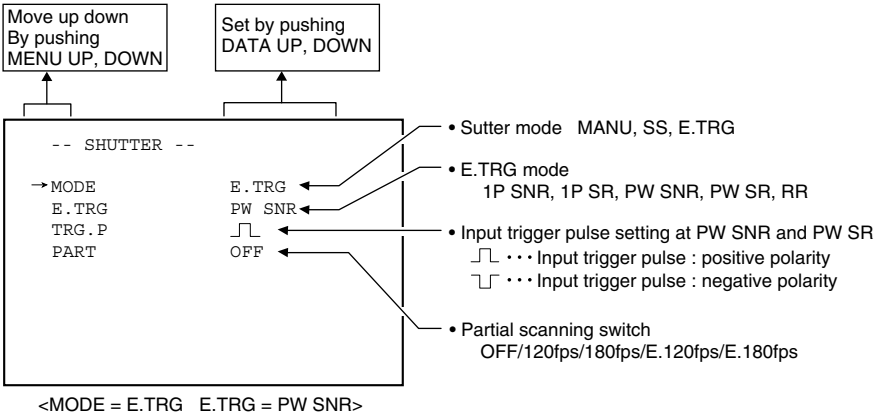 Move up down
By pushing
MENU UP, DOWN
Set by pushing
DATA UP, DOWN
-- SHUTTER --
→MODE E.TRG
E.TRG PW SNR
TRG.P
PART OFF
• Sutter mode MANU, SS, E.TRG
• E.TRG mode
1P SNR, 1P SR, PW SNR, PW SR, RR
• Input trigger pulse setting at PW SNR and PW SR
･･･Input trigger pulse : positive polarity
･･･Input trigger pulse : negative polarity
• Partial scanning switch
OFF/120fps/180fps/E.120fps/E.180fps
<MODE = E.TRG E.TRG = PW SNR>